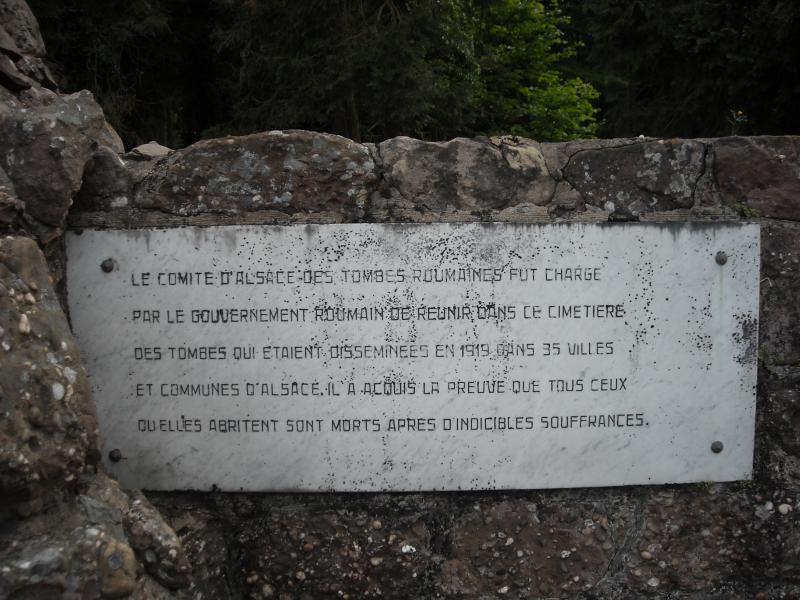 LE COMITE D'ALSACE DES TOMBES ROUMAINES FUT CHARGE
PAR LE GOUVERNEMENT ROUMAIN DE REUNIR DANS CE CIMETIERE
DES TOMBES QUI ETAIENT DISSEMINEES EN 1919 DANS 35 VILLES
ET COMMUNES D'ALSACE. IL A ACQUIS LA PREUVE QUE TOUS CEUX
QU'ELLES ABRITENT SONT MORTS APRES D'INDICIBLES SOUFFRANCES.